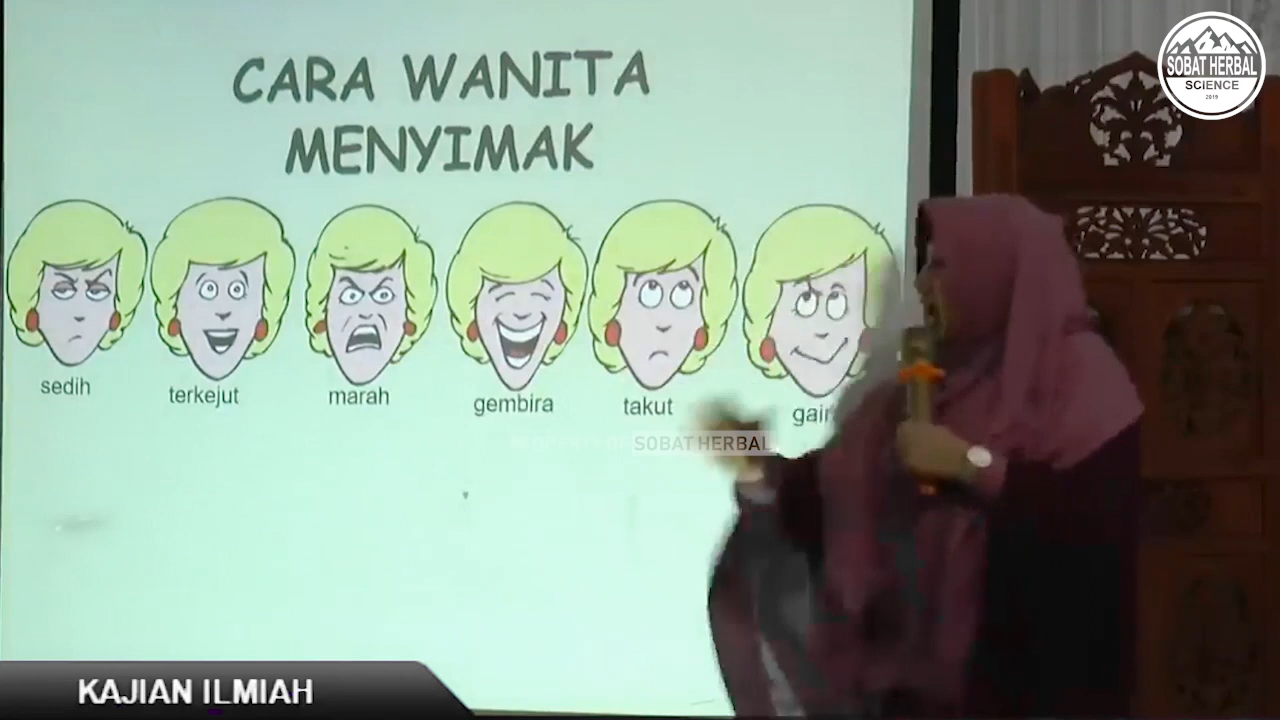 CARA WANITA
MENYIMAK
sedih
terkejut
marah
gembira
takut
SOBAT HERBAL
SCIENCE
2019
SOBAT HERBAL
KAJIAN ILMIAH